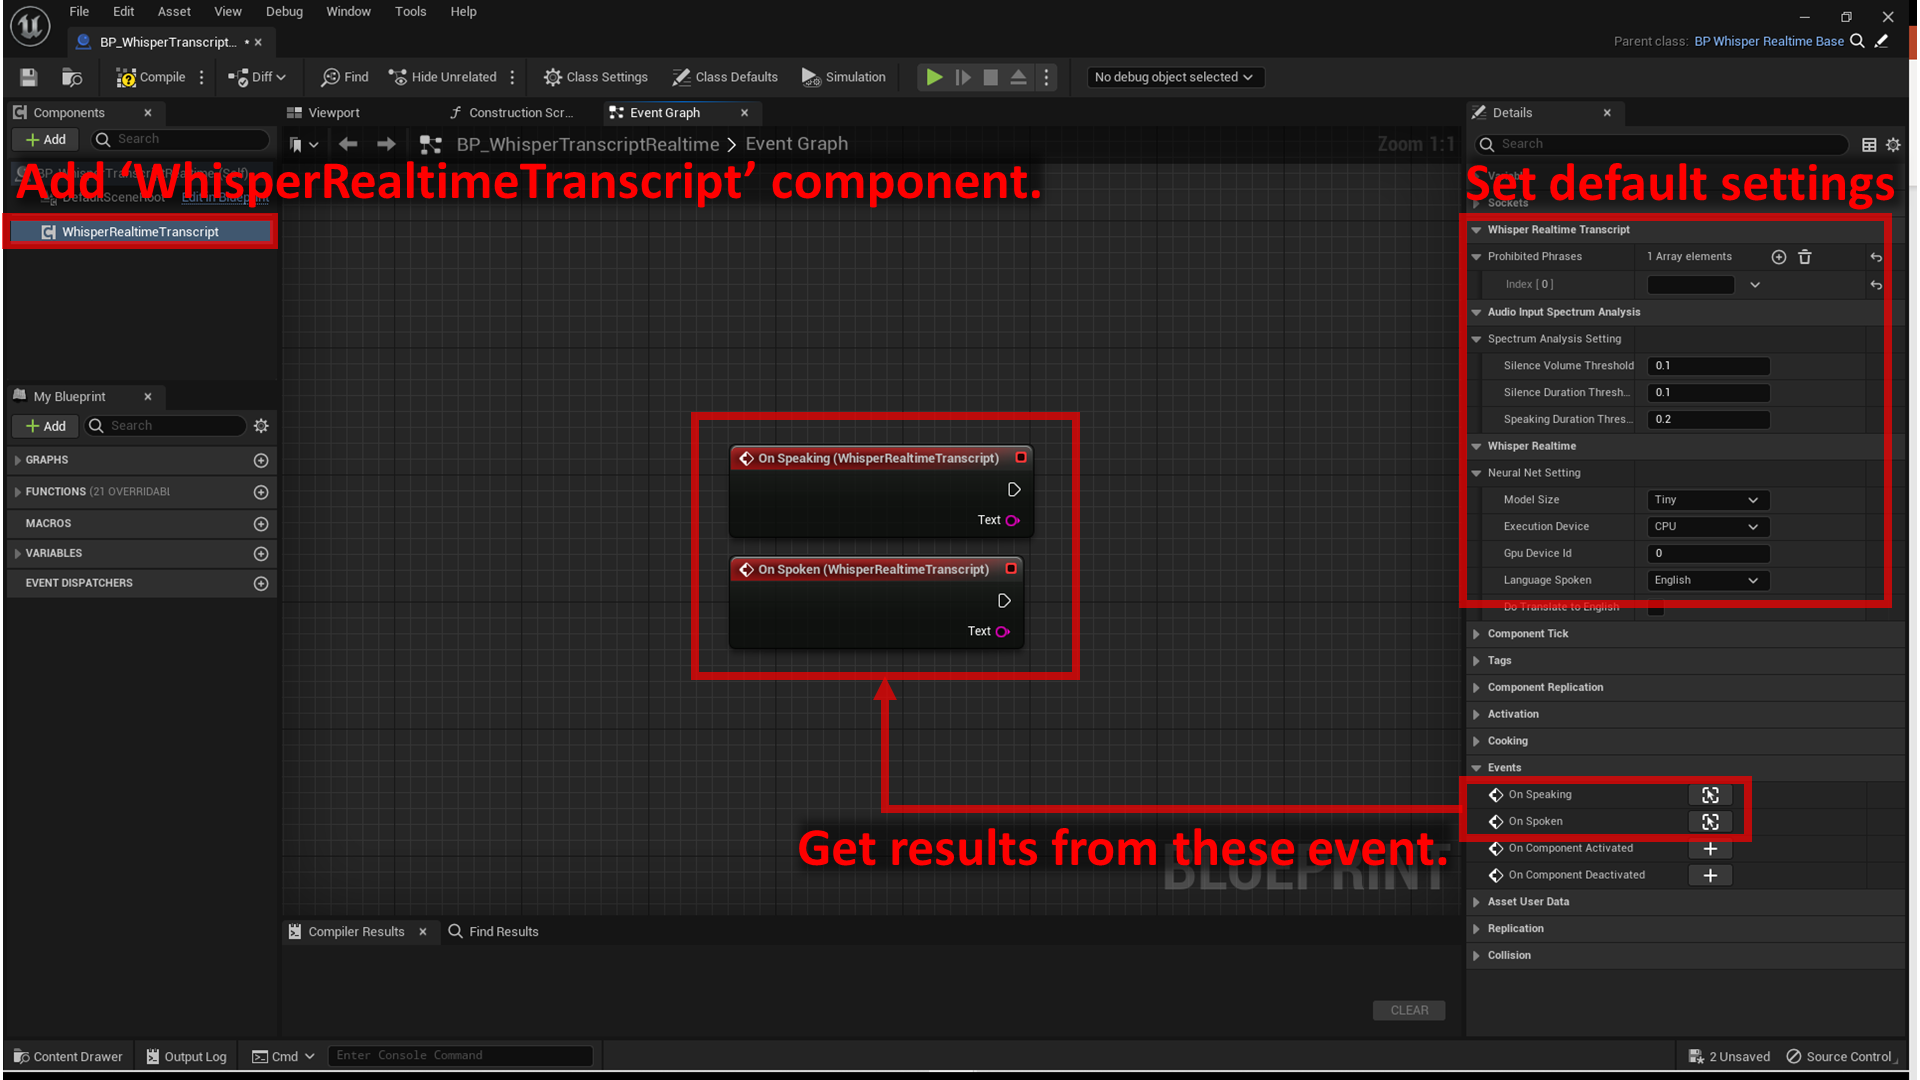 File Edit Asset View Debug Window Tools Help
BP_WhisperTranscript... •
Parent class: BP Whisper Realtime Base
Compile Diff Find Hide Unrelated Class Settings Class Defaults Simulation No debug object selected
Components
Viewport Construction Scr... Event Graph
Details
Add Search
BP_WhisperTranscriptRealtime > Event Graph Zoom 1:1
Search
Add ‘WhisperRealtimeTranscript’ component.
Set default settings
DefaultSceneRoot Edit in Blueprint
Sockets
WhisperRealtimeTranscript
Whisper Realtime Transcript
Prohibited Phrases 1 Array elements
Index [ 0 ]
Audio Input Spectrum Analysis
Spectrum Analysis Setting
Silence Volume Threshold 0.1
Silence Duration Thresh... 0.1
Speaking Duration Thres... 0.2
Whisper Realtime
Neural Net Setting
Model Size Tiny
Execution Device CPU
Gpu Device Id 0
Language Spoken English
Do Translate to English
Component Tick
Tags
Component Replication
Activation
Cooking
Events
On Speaking
On Spoken
On Component Activated
On Component Deactivated
Asset User Data
Replication
Collision
My Blueprint
Add Search
GRAPHS
FUNCTIONS (21 OVERRIDABL
MACROS
VARIABLES
EVENT DISPATCHERS
On Speaking (WhisperRealtimeTranscript)
Text
On Spoken (WhisperRealtimeTranscript)
Text
Get results from these event.
BLUEPRINT
Compiler Results Find Results
CLEAR
Content Drawer Output Log Cmd Enter Console Command 2 Unsaved Source Control